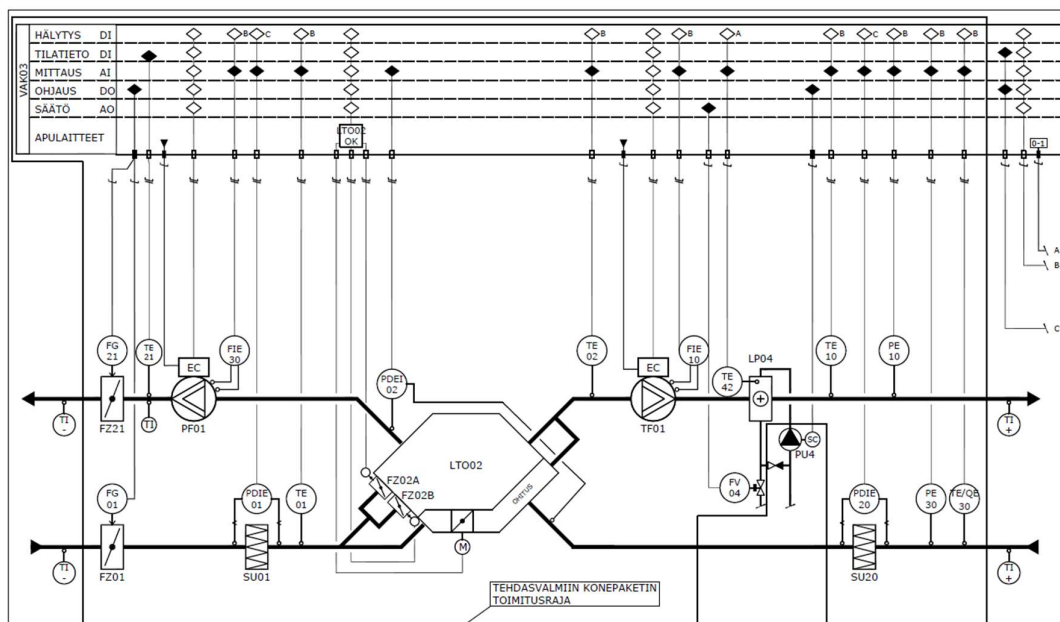 VAK03
HÄLYTYS DI
TILATIETO DI
MITTAUS AI
OHJAUS DO
SÄÄTÖ AO
APULAITTEET
B
C
B
B
B
A
B
C
B
B
B
LTO02
OK
0-1
A
B
C
FG
21
TE
21
EC
FIE
30
PDEI
02
TE
02
EC
FIE
10
TE
42
LP04
TE
10
PE
10
TI
-
FZ21
TI
PF01
TF01
SC
PU4
TI
+
LTO02
FZ02A
FZ02B
OHITUS
FV
04
FG
01
PDIE
01
TE
01
PDIE
20
PE
30
TE/QE
30
M
TI
-
FZ01
SU01
SU20
TI
+
TEHDASVALMIIN KONEPAKETIN
TOIMITUSRAJA